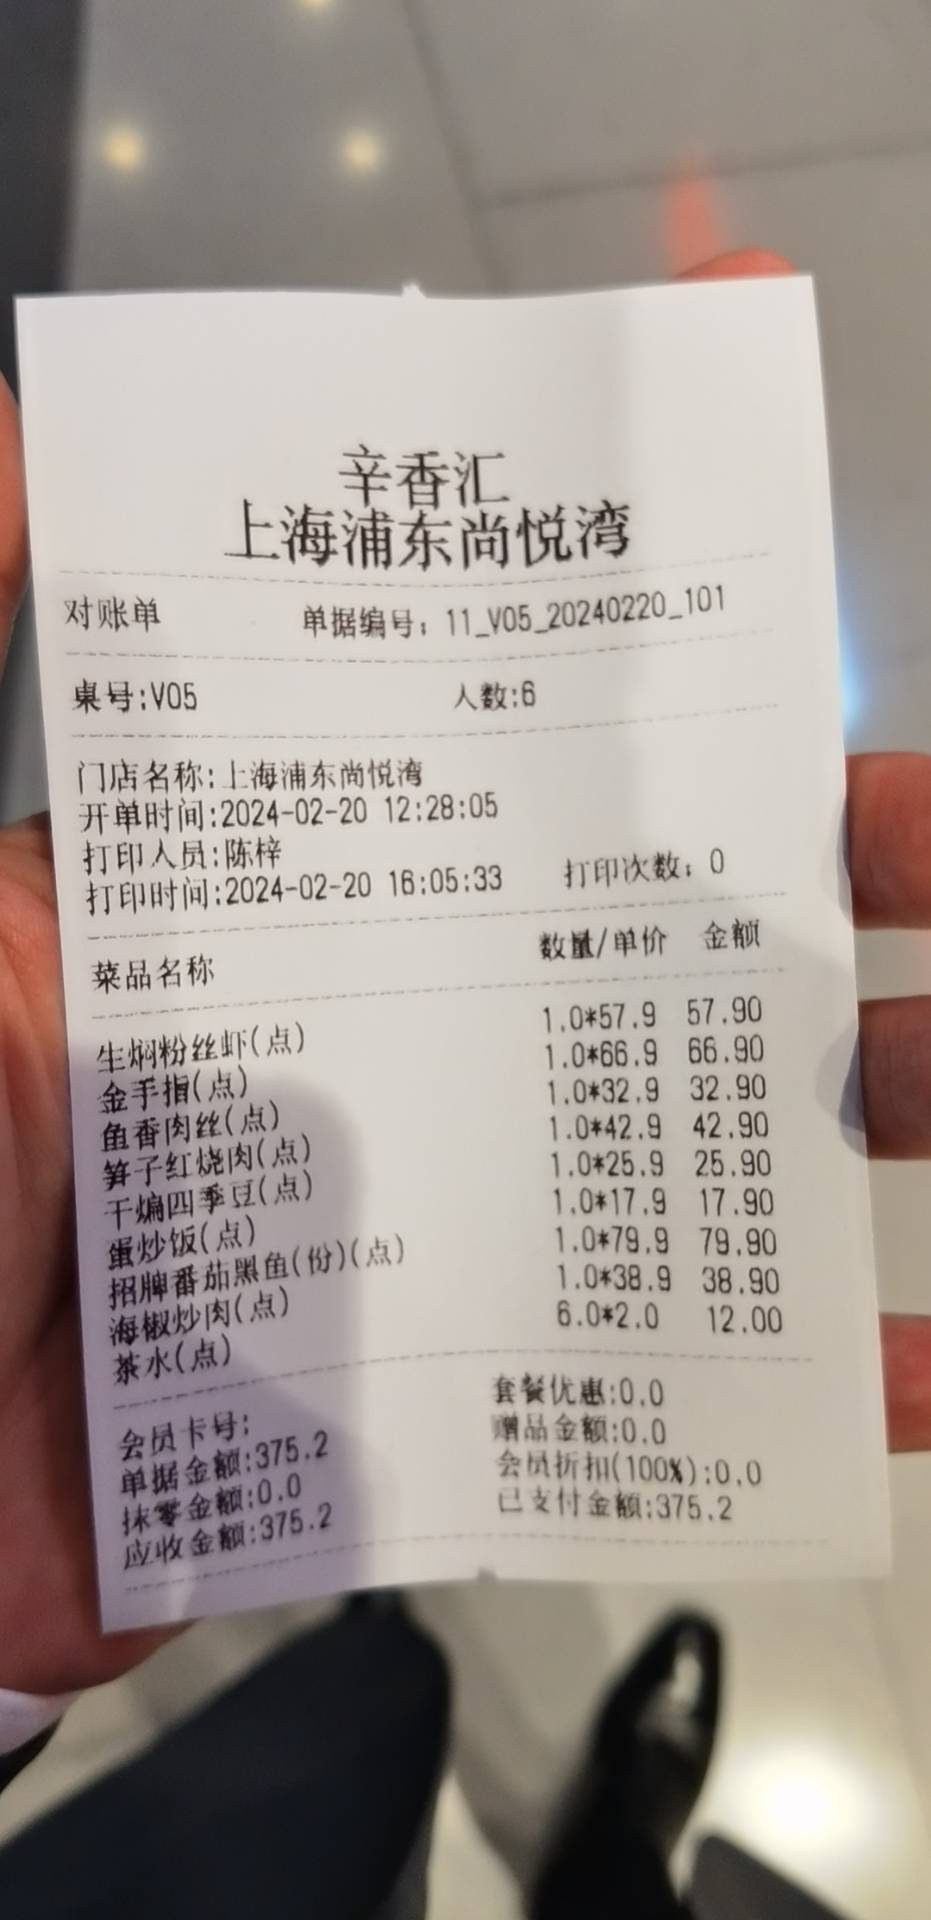 辛香汇
上海浦东尚悦湾
对账单 单据编号：11_V05_20240220_101
桌号:V05 人数:6
门店名称:上海浦东尚悦湾
开单时间:2024-02-20 12:28:05
打印人员:陈梓
打印时间:2024-02-20 16:05:33 打印次数：0
菜品名称 数量/单价 金额
生焖粉丝虾(点) 1.0*57.9 57.90
金手指(点) 1.0*66.9 66.90
鱼香肉丝(点) 1.0*32.9 32.90
笋子红烧肉(点) 1.0*42.9 42.90
干煸四季豆(点) 1.0*25.9 25.90
蛋炒饭(点) 1.0*17.9 17.90
招牌番茄黑鱼(份)(点) 1.0*79.9 79.90
海椒炒肉(点) 1.0*38.9 38.90
茶水(点) 6.0*2.0 12.00
会员卡号: 套餐优惠:0.0
单据金额:375.2 赠品金额:0.0
抹零金额:0.0 会员折扣(100%):0.0
应收金额:375.2 已支付金额:375.2